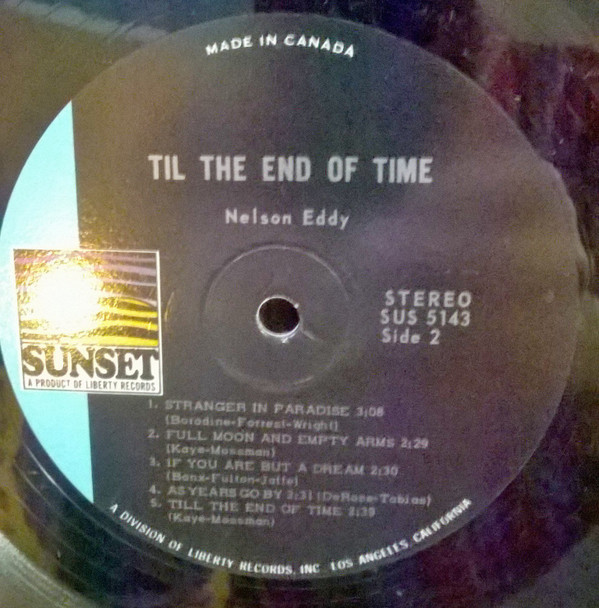 MADE IN CANADA
TIL THE END OF TIME
Nelson Eddy
STEREO
SUS 5143
Side 2
SUNSET
A PRODUCT OF LIBERTY RECORDS
1. STRANGER IN PARADISE 3:08
(Borodine-Forrest-Wright)
2. FULL MOON AND EMPTY ARMS 2:29
(Kaye-Mossman)
3. IF YOU ARE BUT A DREAM 2:30
(Bonx-Fulton-Jaffe)
4. AS YEARS GO BY 2:31 (DeRose-Tobias)
5. TILL THE END OF TIME 2:39
(Kaye-Mossman)
A DIVISION OF LIBERTY RECORDS, INC. LOS ANGELES, CALIFORNIA